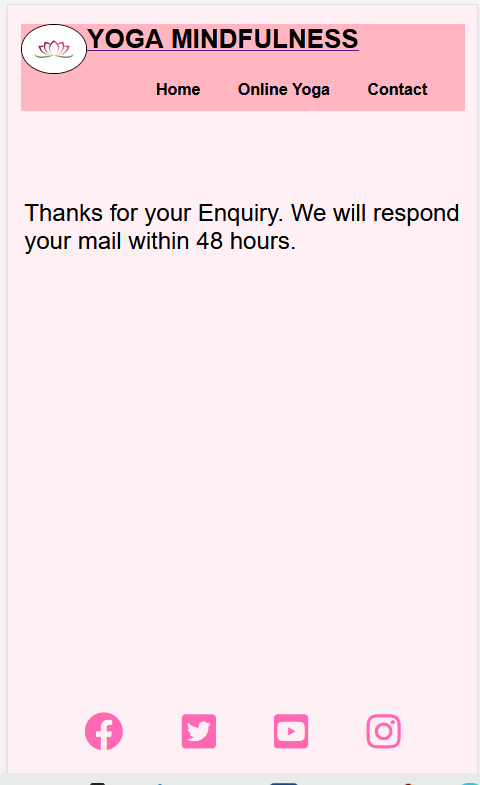 YOGA MINDFULNESS
Home Online Yoga Contact
Thanks for your Enquiry. We will respond
your mail within 48 hours.